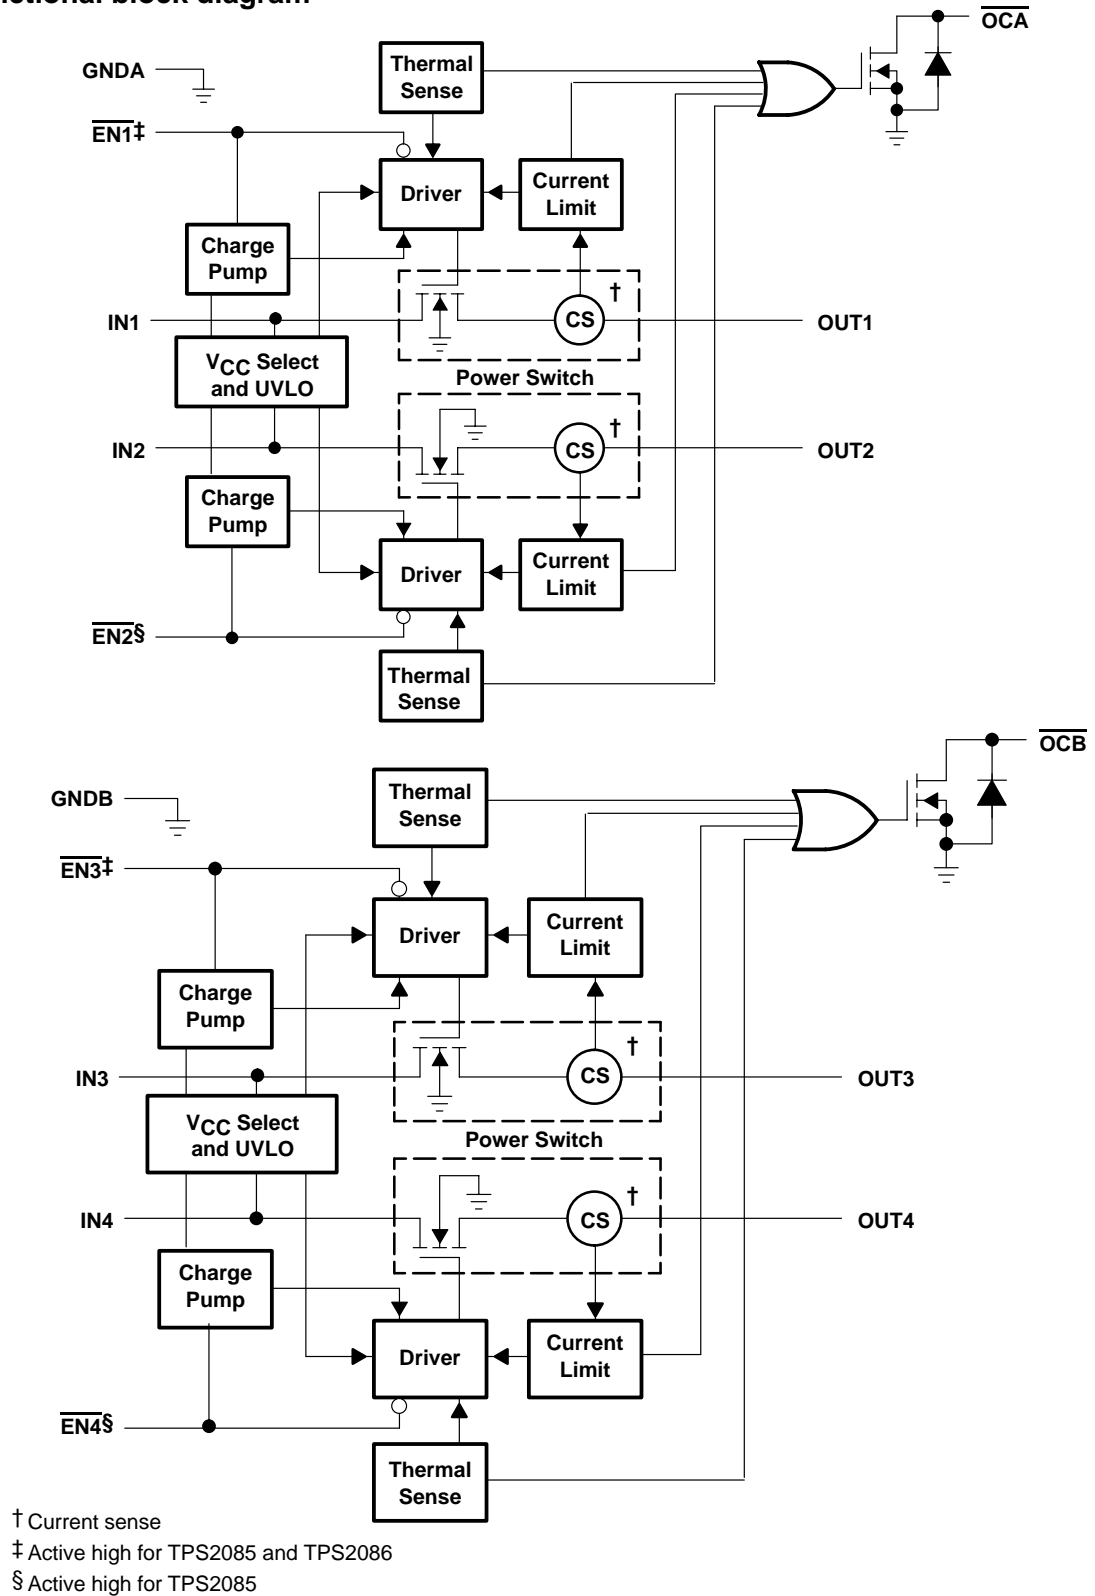 OCA
GNDA
Thermal
Sense
EN1‡
Driver
Current
Limit
Charge
Pump
†
IN1
CS
OUT1
VCC Select
and UVLO
Power Switch
†
IN2
CS
OUT2
Charge
Pump
Driver
Current
Limit
EN2§
Thermal
Sense
OCB
GNDB
Thermal
Sense
EN3‡
Driver
Current
Limit
Charge
Pump
†
IN3
CS
OUT3
VCC Select
and UVLO
Power Switch
†
IN4
CS
OUT4
Charge
Pump
Driver
Current
Limit
EN4§
Thermal
Sense
† Current sense
‡ Active high for TPS2085 and TPS2086
§ Active high for TPS2085